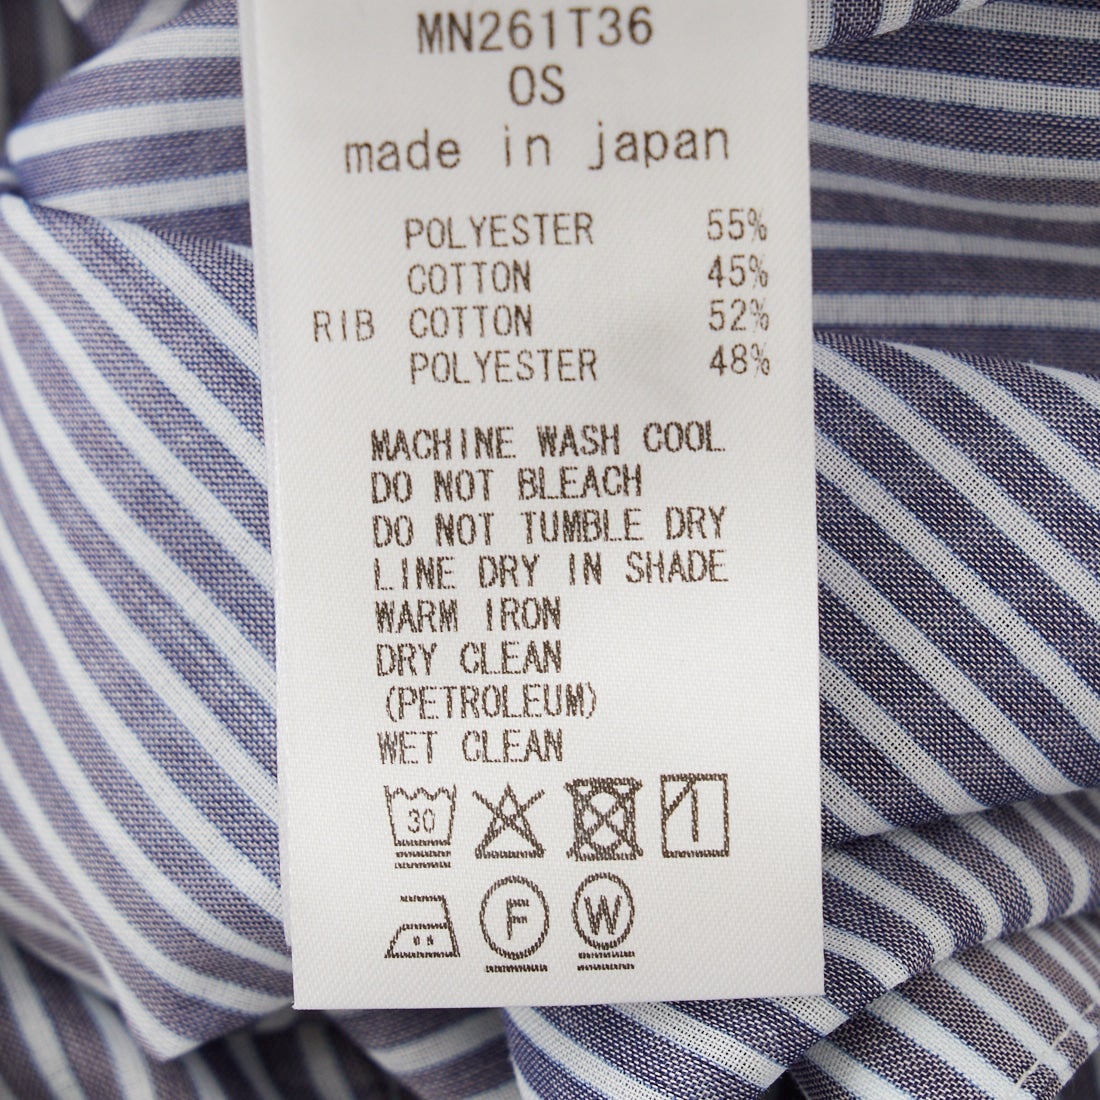 MN261T36
OS
made in japan
POLYESTER 55%
COTTON 45%
RIB COTTON 52%
POLYESTER 48%
MACHINE WASH COOL
DO NOT BLEACH
DO NOT TUMBLE DRY
LINE DRY IN SHADE
WARM IRON
DRY CLEAN
(PETROLEUM)
WET CLEAN
30
F W